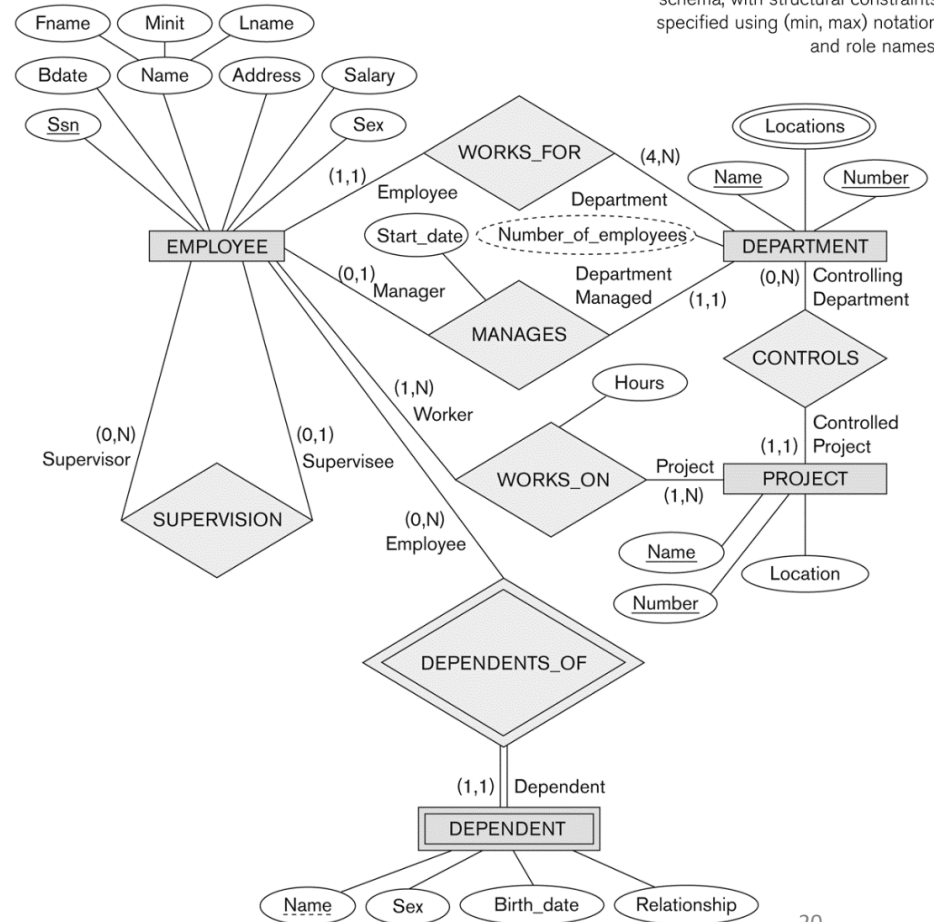 schema, with structural constraints
specified using (min, max) notation
and role names
Fname
Minit
Lname
Bdate
Name
Address
Salary
Ssn
Sex
WORKS_FOR
Locations
(1,1)
Employee
(4,N)
Department
Name
Number
EMPLOYEE
Start_date
Number_of_employees
DEPARTMENT
(0,1)
Manager
Department
Managed
(1,1)
(0,N)
Controlling
Department
MANAGES
CONTROLS
(1,N)
Worker
Hours
(0,N)
Supervisor
(0,1)
Supervisee
Controlled
Project
(1,1)
WORKS_ON
Project
(1,N)
PROJECT
SUPERVISION
(0,N)
Employee
Name
Number
Location
DEPENDENTS_OF
(1,1)
Dependent
DEPENDENT
Name
Sex
Birth_date
Relationship
20